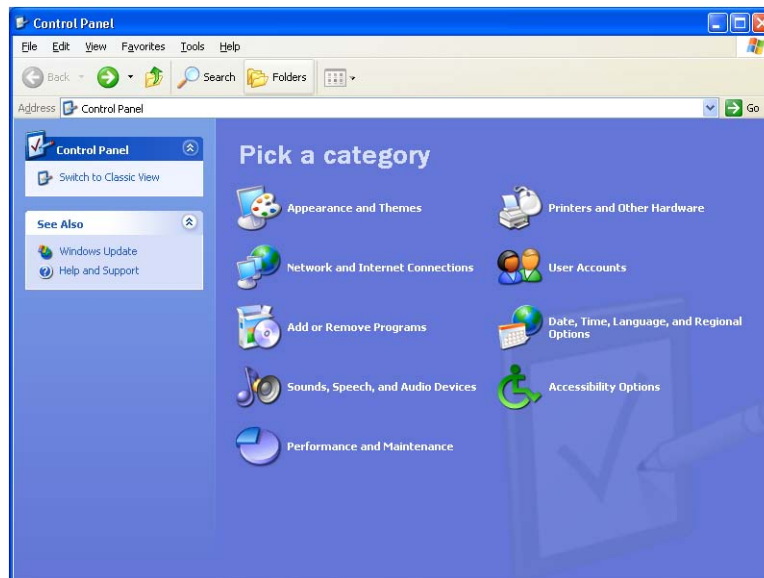 Control Panel
File Edit View Favorites Tools Help
Back Search Folders
Address Control Panel Go
Control Panel
Switch to Classic View
See Also
Windows Update
Help and Support
Pick a category
Appearance and Themes
Printers and Other Hardware
Network and Internet Connections
User Accounts
Add or Remove Programs
Date, Time, Language, and Regional
Options
Sounds, Speech, and Audio Devices
Accessibility Options
Performance and Maintenance